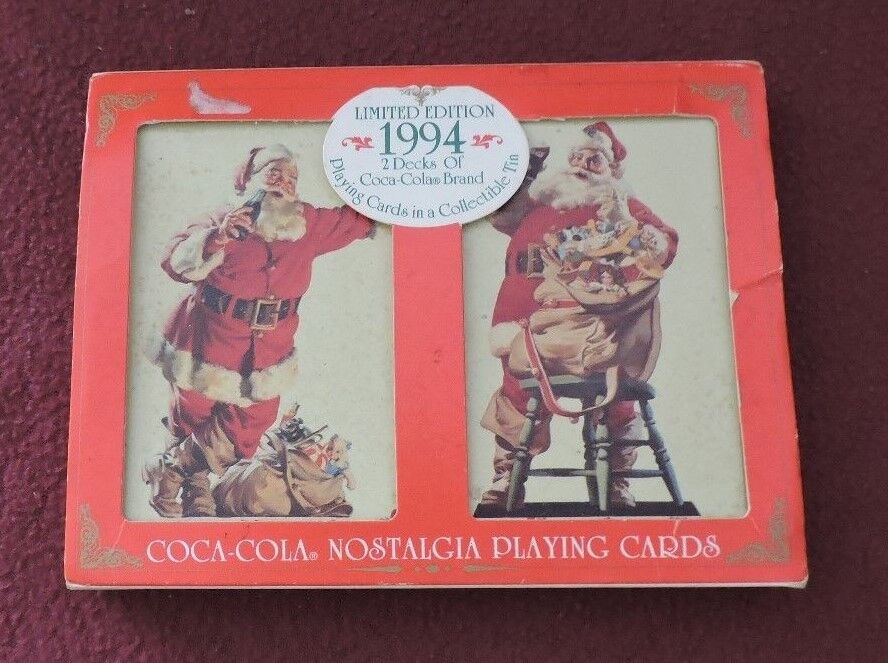 LIMITED EDITION
1994
2 Decks Of
Coca-Cola® Brand
Playing Cards in a Collectible Tin
COCA-COLA® NOSTALGIA PLAYING CARDS